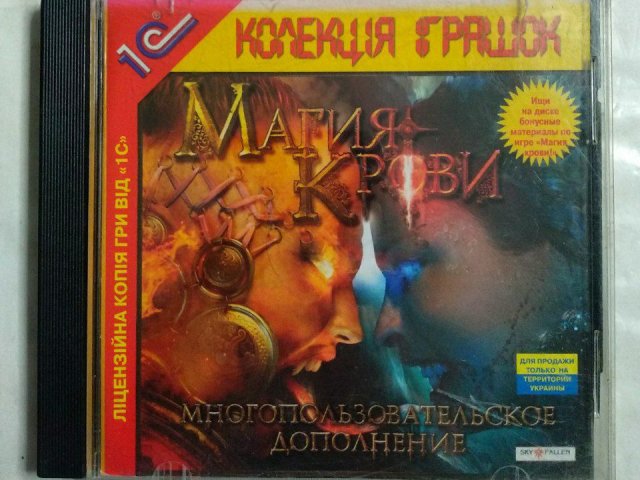 1С®
КОЛЕКЦІЯ ІГРАШОК
ЛІЦЕНЗІЙНА КОПІЯ ГРИ ВІД «1С»
МАГИЯ
КРОВИ
Ищи
на диске
бонусные
материалы по
игре «Магия
крови!»
ДЛЯ ПРОДАЖИ
ТОЛЬКО НА
ТЕРРИТОРИИ
УКРАИНЫ
МНОГОПОЛЬЗОВАТЕЛЬСКОЕ
ДОПОЛНЕНИЕ
SKY FALLEN